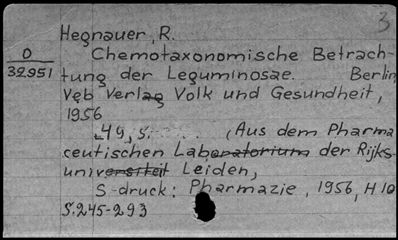 3
Hegnauer, R.
O
32951
Chemotaxonomische Betrach-
tung der Leguminosae. Berlin,
Veb Verlag Volk und Gesundheit,
1956
49, S. (Aus dem Pharma
ceutischen Laboratorium der Rijks-
universiteit Leiden,
S-druck: Pharmazie, 1956, H 10
S. 245-293